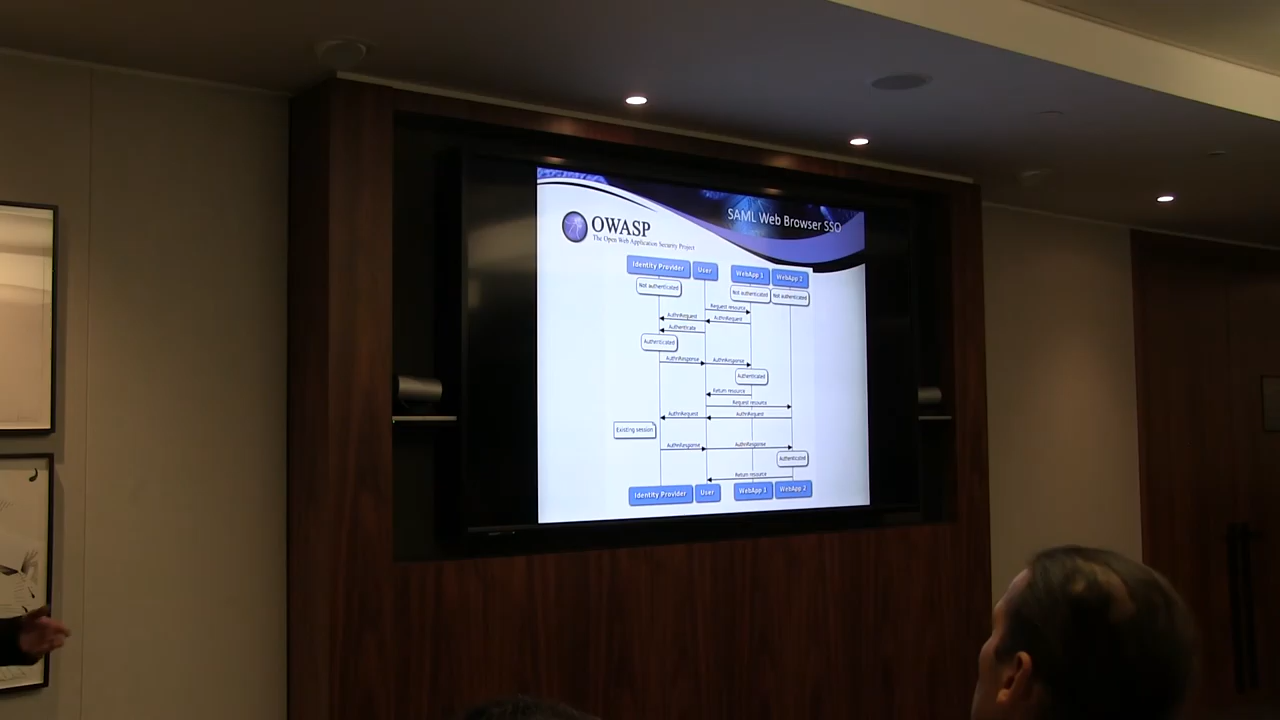 SAML Web Browser SSO
OWASP
The Open Web Application Security Project
Identity Provider User WebApp 1 WebApp 2
Not authenticated Not authenticated Not authenticated
Request resource
AuthnRequest AuthnRequest
Authenticate
Authenticated
AuthnResponse AuthnResponse
Authenticated
Return resource
Request resource
AuthnRequest AuthnRequest
Existing session
AuthnResponse AuthnResponse
Authenticated
Return resource
Identity Provider User WebApp 1 WebApp 2